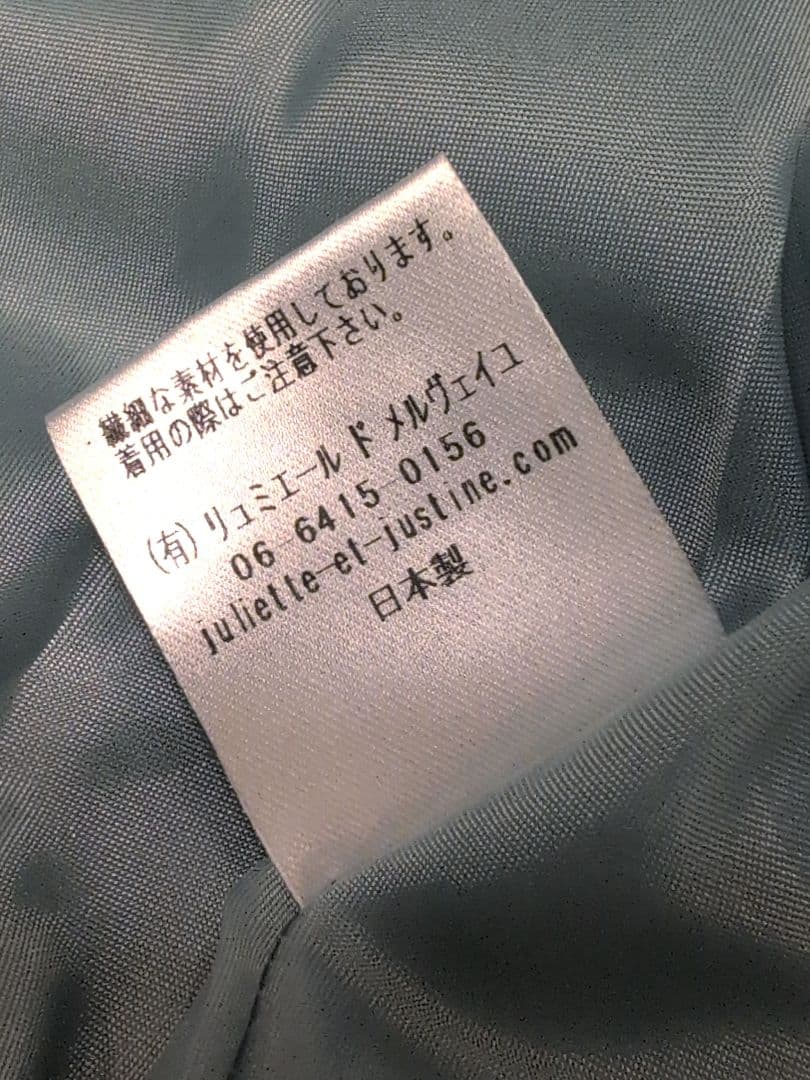 繊細な素材を使用しております。
着用の際はご注意下さい。
(有)リュミエール ド メルヴェイユ
06-6415-0156
juliette-et-justine.com
日本製